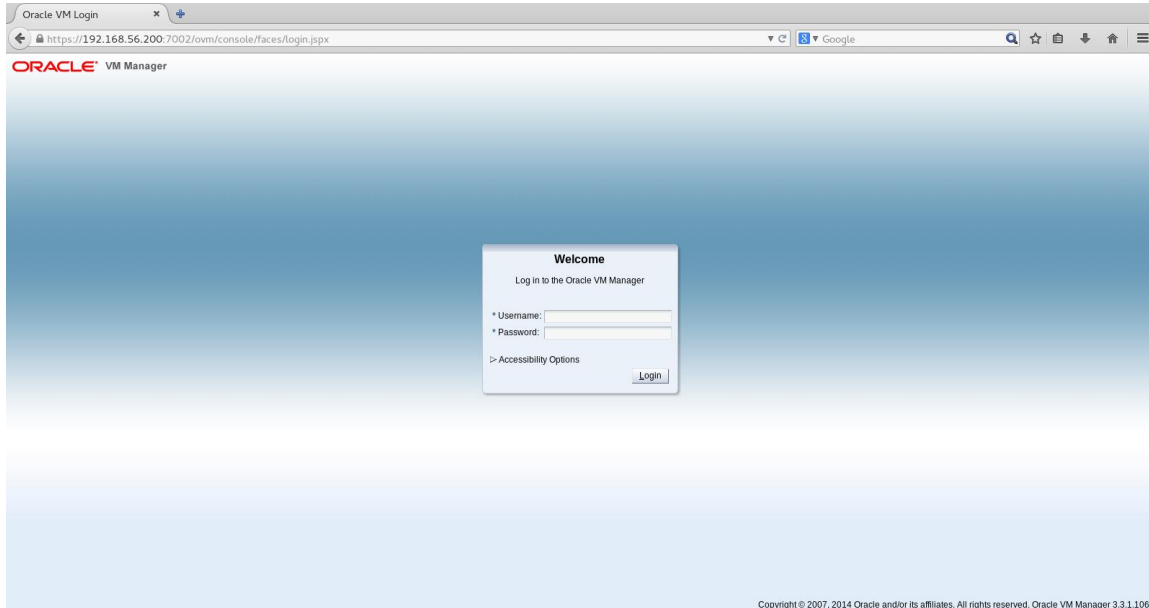 Oracle VM Login
https://192.168.56.200:7002/ovm/console/faces/login.jspx
8 Google
ORACLE VM Manager
Welcome
Log in to the Oracle VM Manager
* Username:
* Password:
Accessibility Options
Login
Copyright © 2007, 2014 Oracle and/or its affiliates. All rights reserved. Oracle VM Manager 3.3.1.106